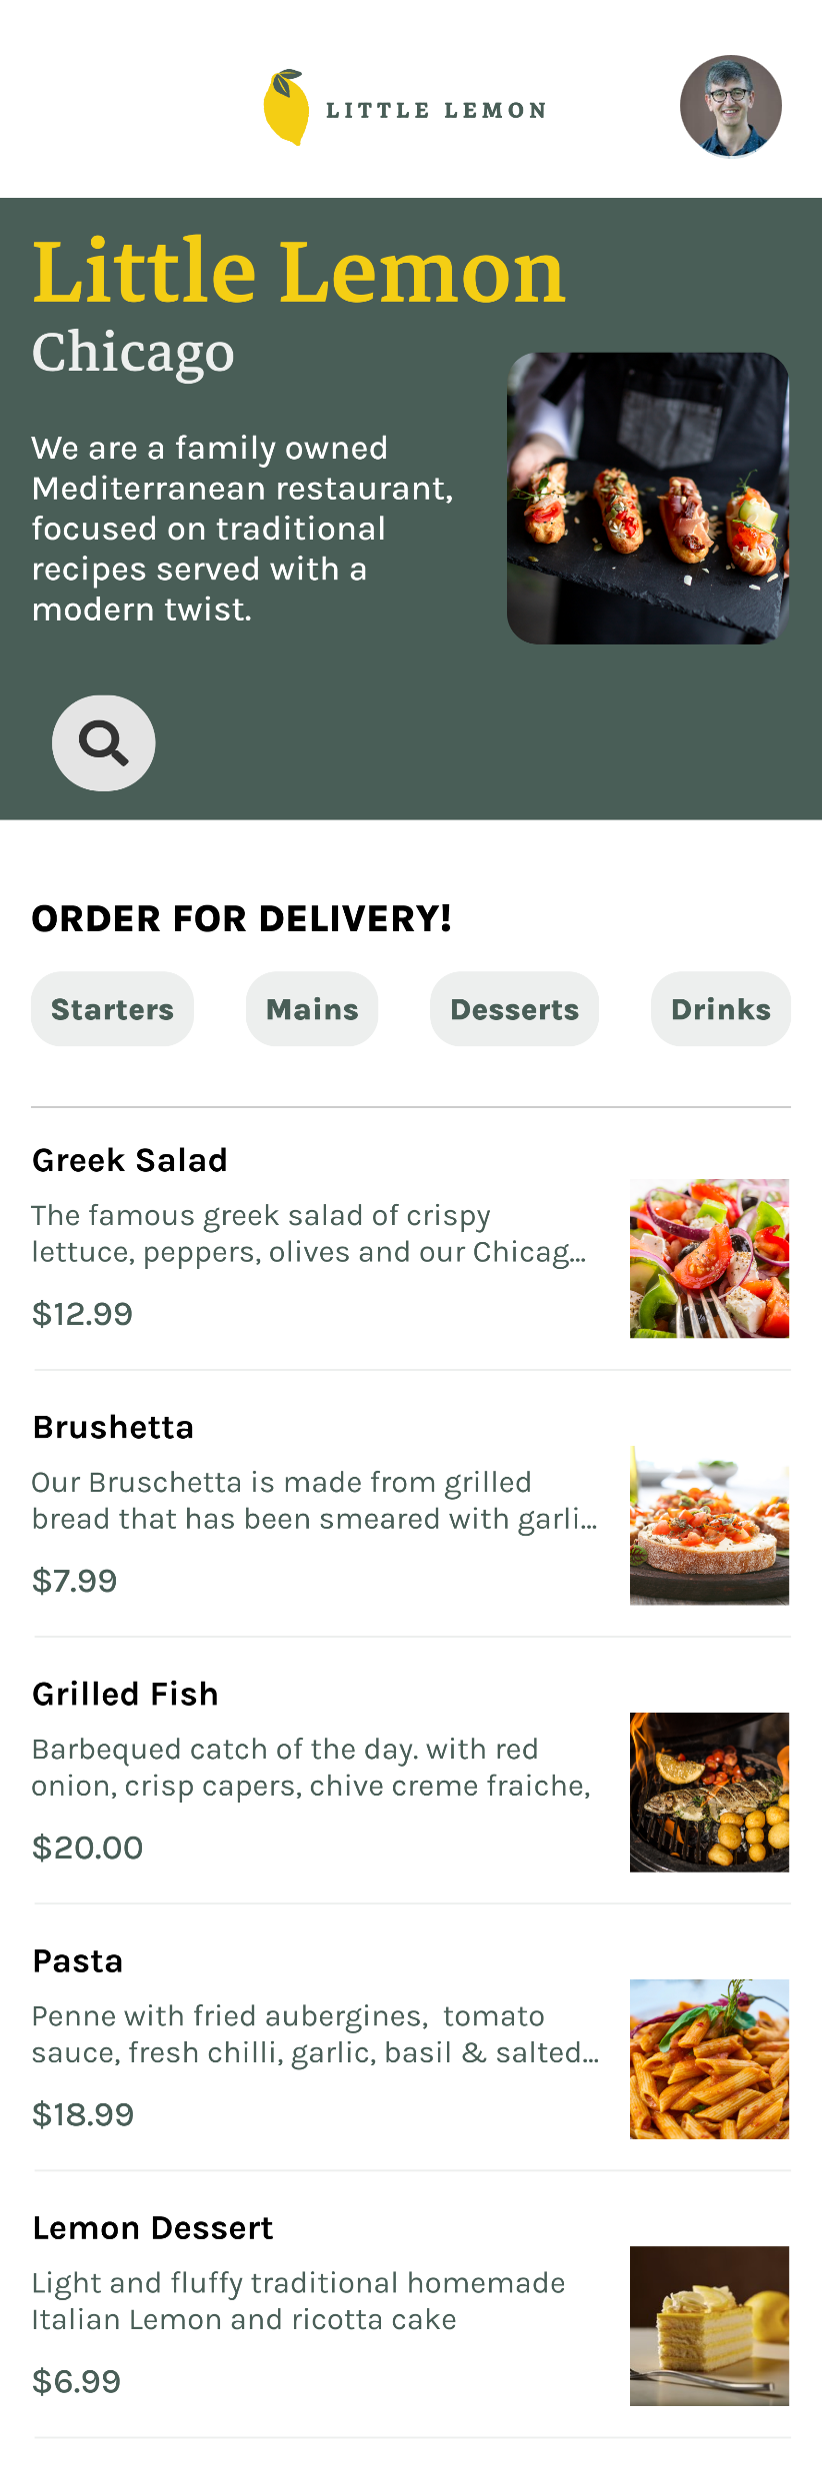 LITTLE LEMON
Little Lemon
Chicago
We are a family owned
Mediterranean restaurant,
focused on traditional
recipes served with a
modern twist.
ORDER FOR DELIVERY!
Starters
Mains
Desserts
Drinks
Greek Salad
The famous greek salad of crispy
lettuce, peppers, olives and our Chicag...
$12.99
Brushetta
Our Bruschetta is made from grilled
bread that has been smeared with garli...
$7.99
Grilled Fish
Barbequed catch of the day. with red
onion, crisp capers, chive creme fraiche,
$20.00
Pasta
Penne with fried aubergines,  tomato
sauce, fresh chilli, garlic, basil & salted...
$18.99
Lemon Dessert
Light and fluffy traditional homemade
Italian Lemon and ricotta cake
$6.99